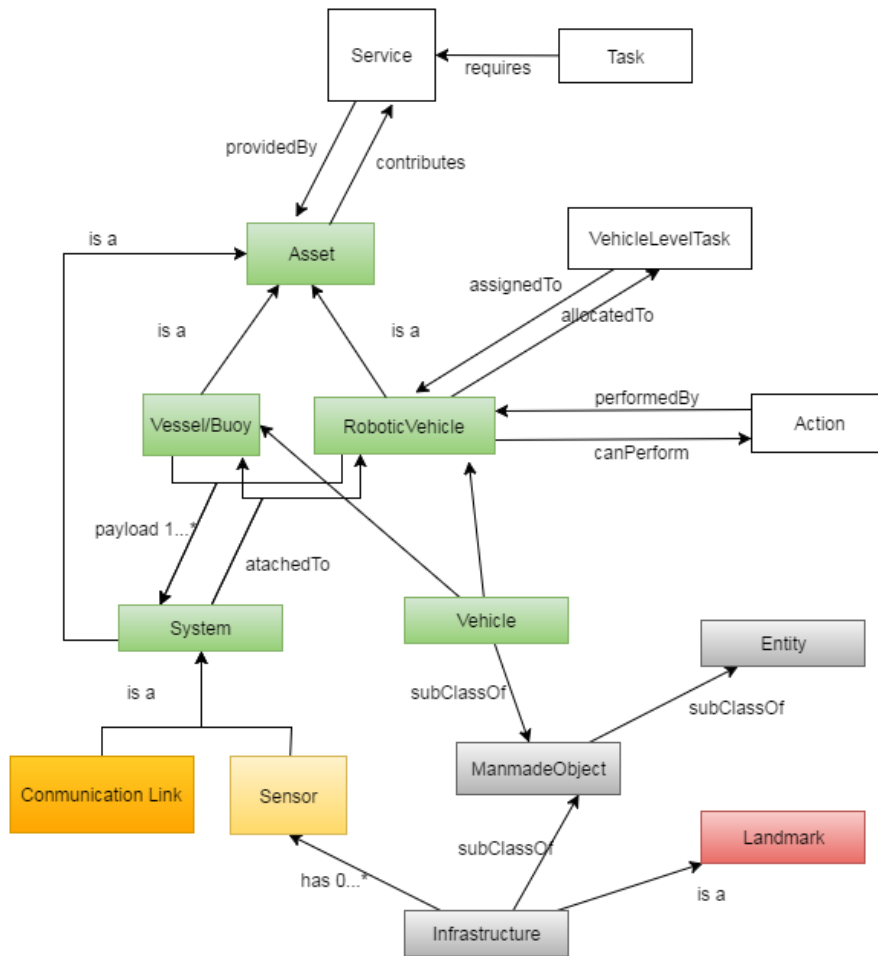 Service
Task
requires
providedBy
contributes
is a
Asset
VehicleLevelTask
assignedTo
allocatedTo
is a
is a
Vessel/Buoy
RoboticVehicle
performedBy
Action
canPerform
payload 1...*
atachedTo
System
Vehicle
Entity
is a
subClassOf
subClassOf
Conmunication Link
Sensor
ManmadeObject
Landmark
subClassOf
has 0...*
is a
Infrastructure